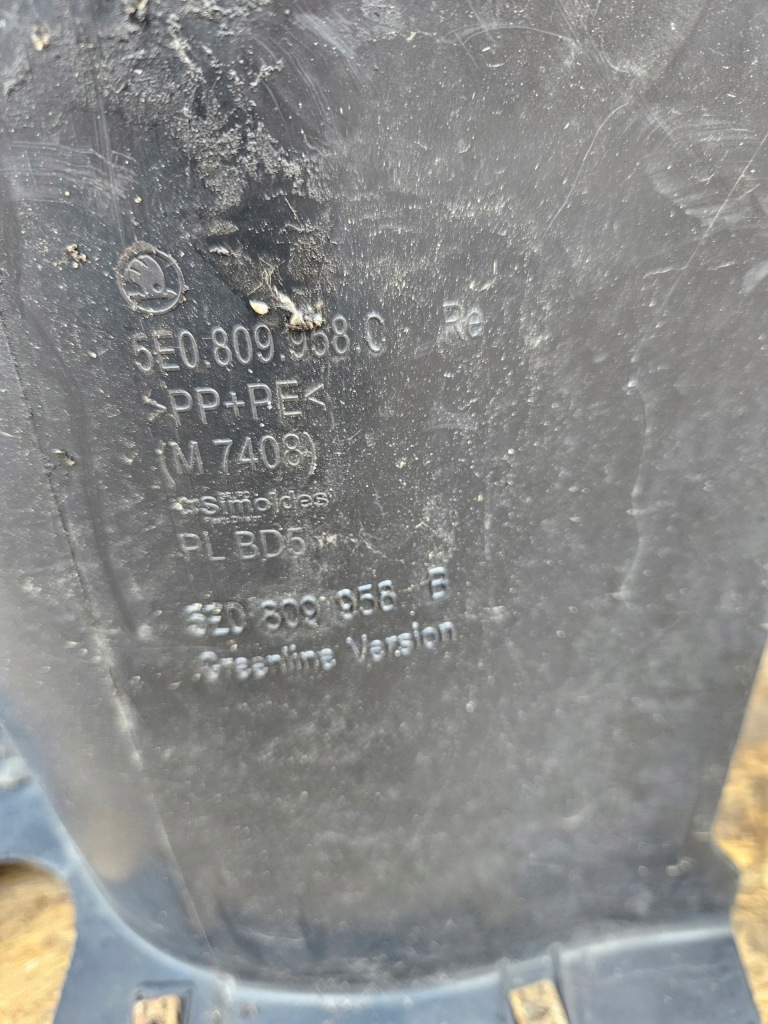 5E0.809.958.C Re
>PP+PE<
(M 7408)
Simoldes
PL BD5
5E0 809 958 B
Greenline Version